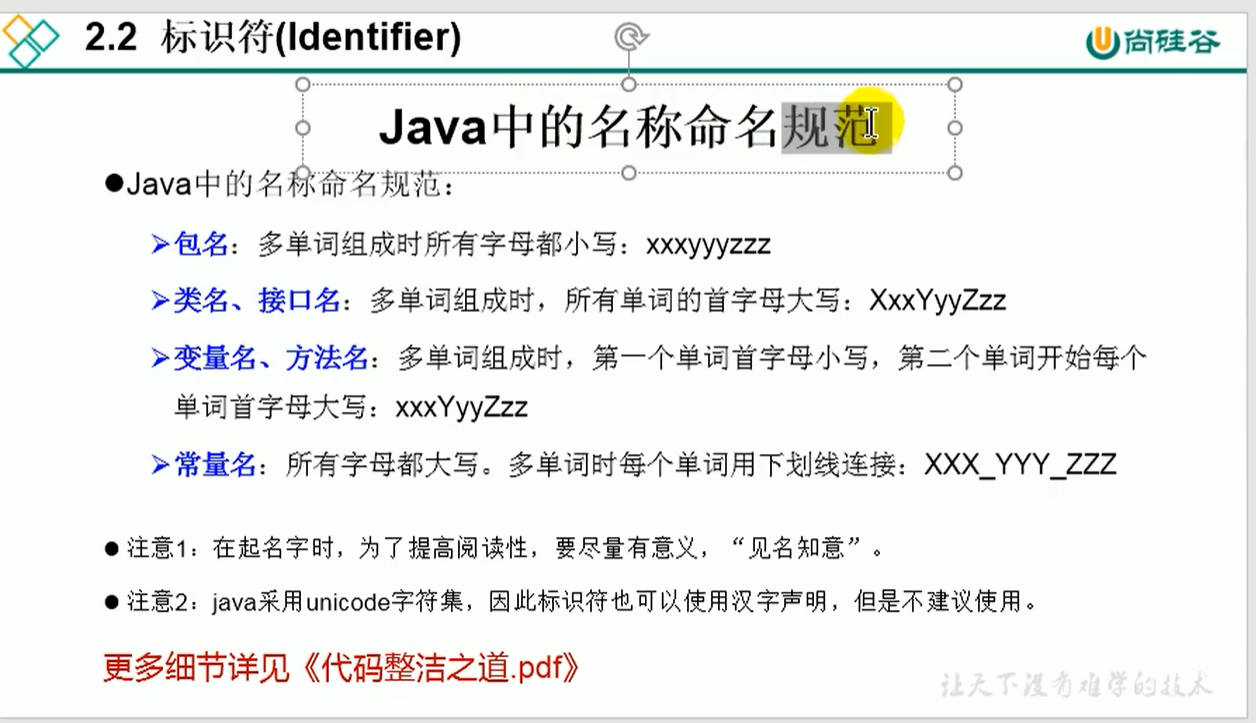 2.2 标识符(Identifier)
尚硅谷
Java中的名称命名规范
●Java中的名称命名规范：
➢包名：多单词组成时所有字母都小写：xxxyyyzzz
➢类名、接口名：多单词组成时，所有单词的首字母大写：XxxYyyZzz
➢变量名、方法名：多单词组成时，第一个单词首字母小写，第二个单词开始每个
单词首字母大写：xxxYyyZzz
➢常量名：所有字母都大写。多单词时每个单词用下划线连接：XXX_YYY_ZZZ
● 注意1：在起名字时，为了提高阅读性，要尽量有意义，“见名知意”。
● 注意2：java采用unicode字符集，因此标识符也可以使用汉字声明，但是不建议使用。
更多细节详见《代码整洁之道.pdf》
让天下没有难学的技术